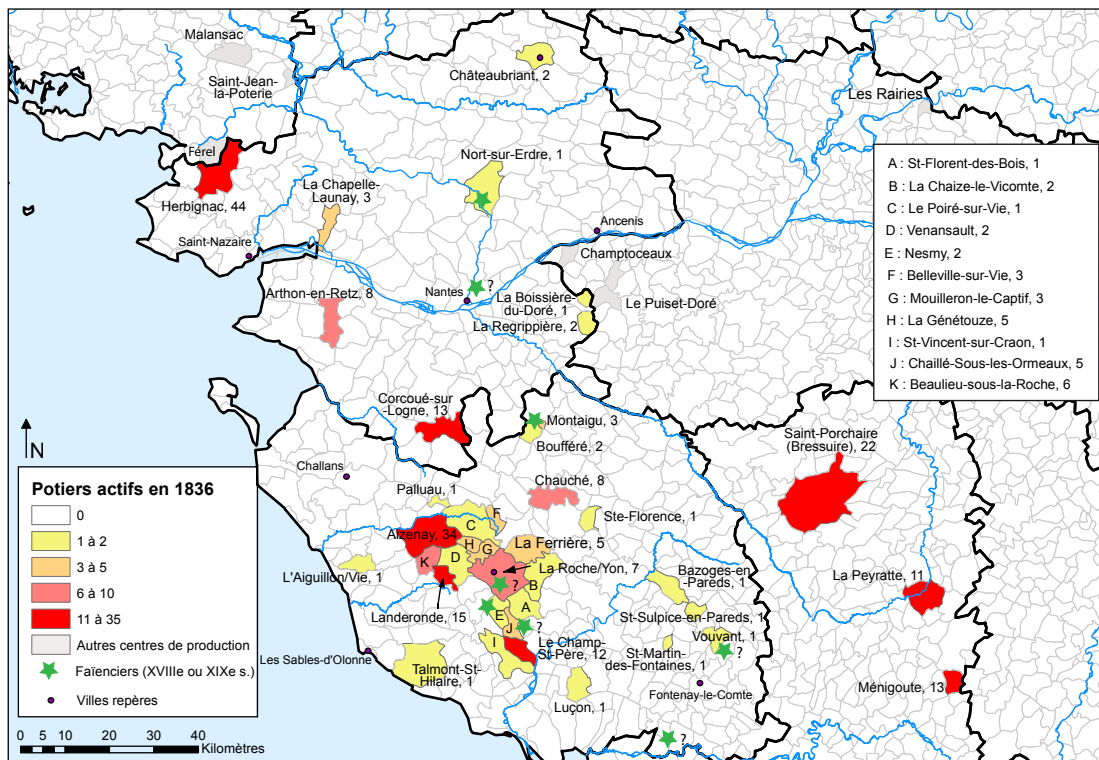 Malansac
Saint-Jean-
la-Poterie
Châteaubriant, 2
Les Rairies
Férel
Nort-sur-Erdre, 1
La Chapelle-
Launay, 3
Herbignac, 44
Saint-Nazaire
Ancenis
Champtoceaux
Arthon-en-Retz, 8
Nantes
?
La Boissière-
du-Doré, 1
Le Puiset-Doré
La Regrippière, 2
A : St-Florent-des-Bois, 1
B : La Chaize-le-Vicomte, 2
C : Le Poiré-sur-Vie, 1
D : Venansault, 2
E : Nesmy, 2
F : Belleville-sur-Vie, 3
G : Mouilleron-le-Captif, 3
H : La Génétouze, 5
I : St-Vincent-sur-Craon, 1
J : Chaillé-Sous-les-Ormeaux, 5
K : Beaulieu-sous-la-Roche, 6
Corcoué-sur
-Logne, 13
Montaigu, 3
Boufféré, 2
Saint-Porchaire
(Bressuire), 22
N
Challans
Palluau, 1
Chauché, 8
Ste-Florence, 1
F
C
Aizenay, 34
H
G
La Ferrière, 5
K
D
La Roche/Yon, 7
?
B
L'Aiguillon/Vie, 1
Landeronde, 15
E
A
J
?
I
Le Champ-
St-Père, 12
Bazoges-en
-Pareds, 1
La Peyratte, 11
St-Sulpice-en-Pareds, 1
Vouvant, 1
?
St-Martin-
des-Fontaines, 1
Les Sables-d'Olonne
Talmont-St-
Hilaire, 1
Luçon, 1
Fontenay-le-Comte
Ménigoute, 13
?
Potiers actifs en 1836
0
1 à 2
3 à 5
6 à 10
11 à 35
Autres centres de production
Faïenciers (XVIIIe ou XIXe s.)
Villes repères
0 5 10 20 30 40
Kilomètres